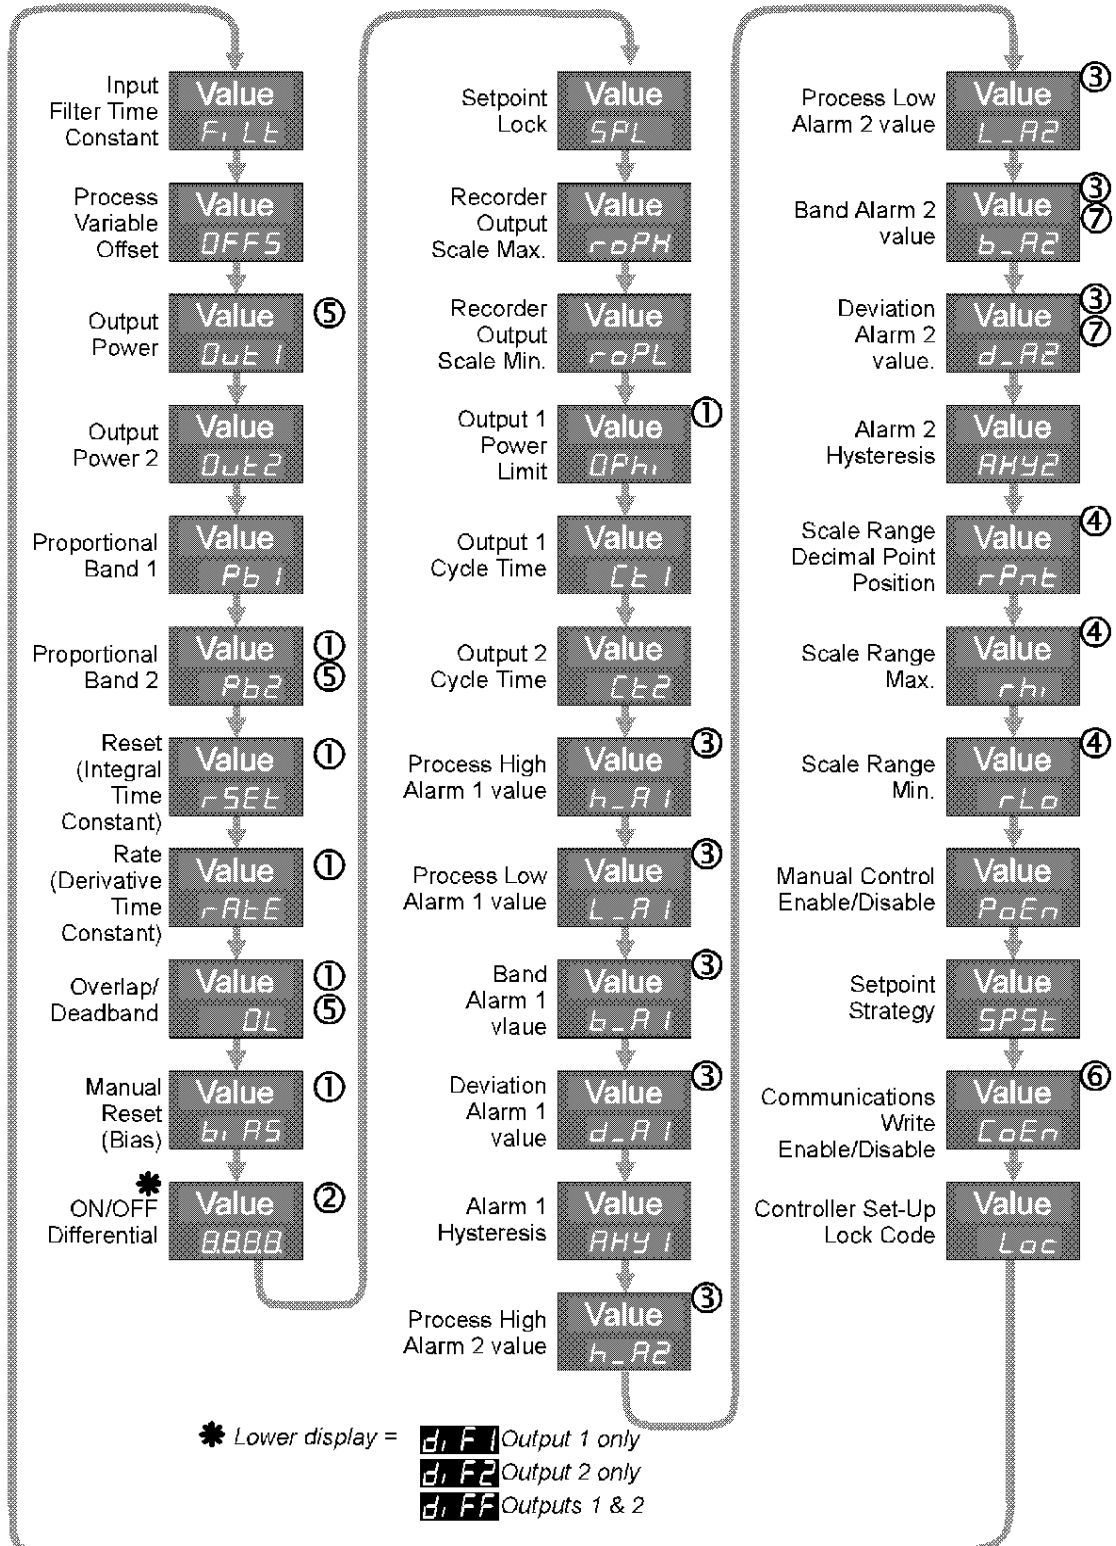 Input
Filter Time
Constant
Value
FiLt
Process
Variable
Offset
Value
OFFS
Output
Power
Value
Out1
⑤
Output
Power 2
Value
Out2
Proportional
Band 1
Value
Pb1
Proportional
Band 2
Value
Pb2
①
⑤
Reset
(Integral
Time
Constant)
Value
rSEt
①
Rate
(Derivative
Time
Constant)
Value
rAtE
①
Overlap/
Deadband
Value
OL
①
⑤
Manual
Reset
(Bias)
Value
biAS
①
✱
ON/OFF
Differential
Value
8.8.8.8.
②
Setpoint
Lock
Value
SPL
Recorder
Output
Scale Max.
Value
roPH
Recorder
Output
Scale Min.
Value
roPL
Output 1
Power
Limit
Value
OPhi
①
Output 1
Cycle Time
Value
Ct1
Output 2
Cycle Time
Value
Ct2
Process High
Alarm 1 value
Value
h_A1
③
Process Low
Alarm 1 value
Value
L_A1
③
Band
Alarm 1
vlaue
Value
b_A1
③
Deviation
Alarm 1
value
Value
d_A1
③
Alarm 1
Hysteresis
Value
AHY1
Process High
Alarm 2 value
Value
h_A2
③
Process Low
Alarm 2 value
Value
L_A2
③
Band Alarm 2
value
Value
b_A2
③
⑦
Deviation
Alarm 2
value.
Value
d_A2
③
⑦
Alarm 2
Hysteresis
Value
AHY2
Scale Range
Decimal Point
Position
Value
rPnt
④
Scale Range
Max.
Value
rhi
④
Scale Range
Min.
Value
rLo
④
Manual Control
Enable/Disable
Value
PoEn
Setpoint
Strategy
Value
SPSt
Communications
Write
Enable/Disable
Value
CoEn
⑥
Controller Set-Up
Lock Code
Value
Loc
✱ Lower display = diF1 Output 1 only
diF2 Output 2 only
diFF Outputs 1 & 2